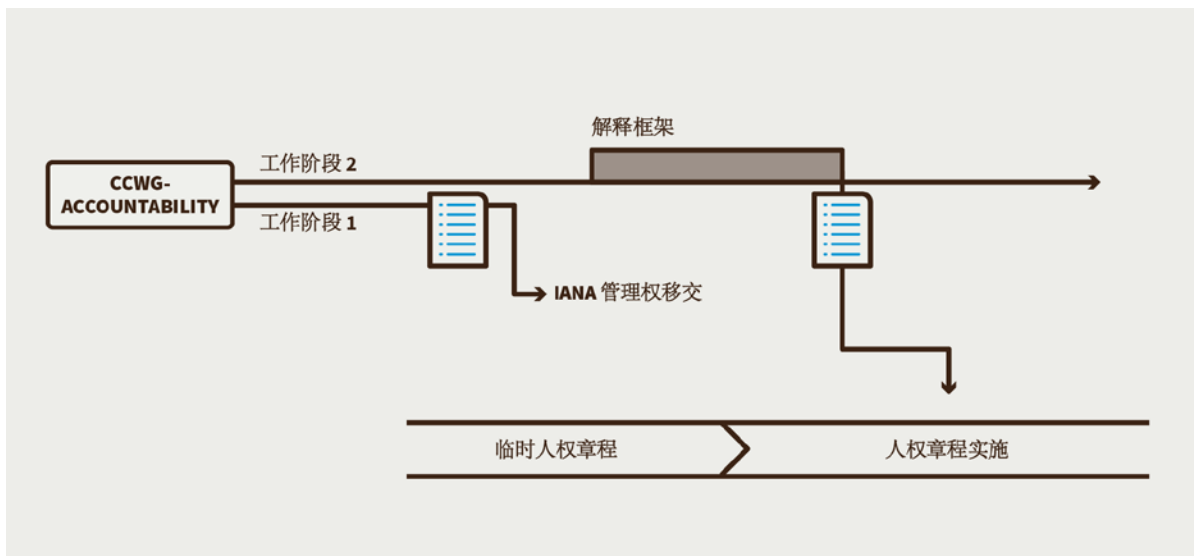 解释框架
工作阶段 2
CCWG-
ACCOUNTABILITY
工作阶段 1
IANA 管理权移交
临时人权章程
人权章程实施